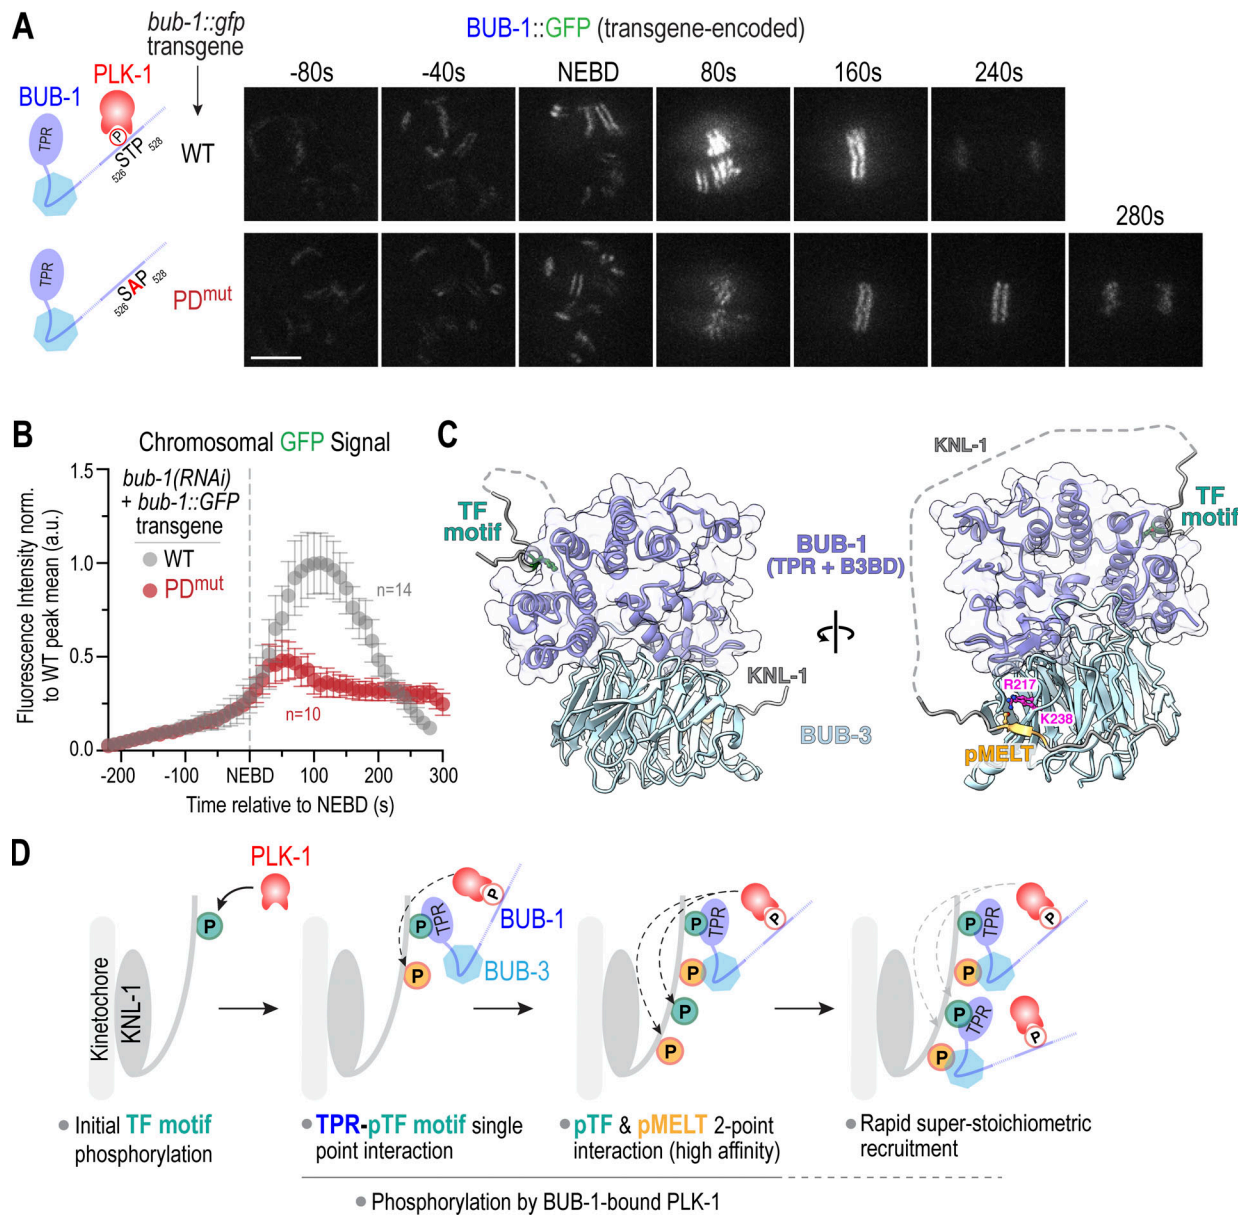 A
bub-1::gfp
transgene
BUB-1::GFP (transgene-encoded)
PLK-1
BUB-1
-80s
-40s
NEBD
80s
160s
240s
TPR
P
STP
526
528
WT
280s
TPR
SAP
526
528
PDmut
B
Chromosomal GFP Signal
bub-1(RNAi)
+ bub-1::GFP
transgene
WT
PDmut
n=14
n=10
Fluorescence Intensity norm.
to WT peak mean (a.u.)
1.5
1.0
0.5
0.0
-200
-100
NEBD
100
200
300
Time relative to NEBD (s)
C
TF
motif
BUB-1
(TPR + B3BD)
KNL-1
BUB-3
KNL-1
TF
motif
R217
K238
pMELT
D
PLK-1
P
Kinetochore
KNL-1
P
P
TPR
P
BUB-1
BUB-3
P
P
TPR
P
P
P
P
P
TPR
P
P
P
TPR
P
P
Initial TF motif
phosphorylation
TPR-pTF motif single
point interaction
pTF & pMELT 2-point
interaction (high affinity)
Rapid super-stoichiometric
recruitment
Phosphorylation by BUB-1-bound PLK-1